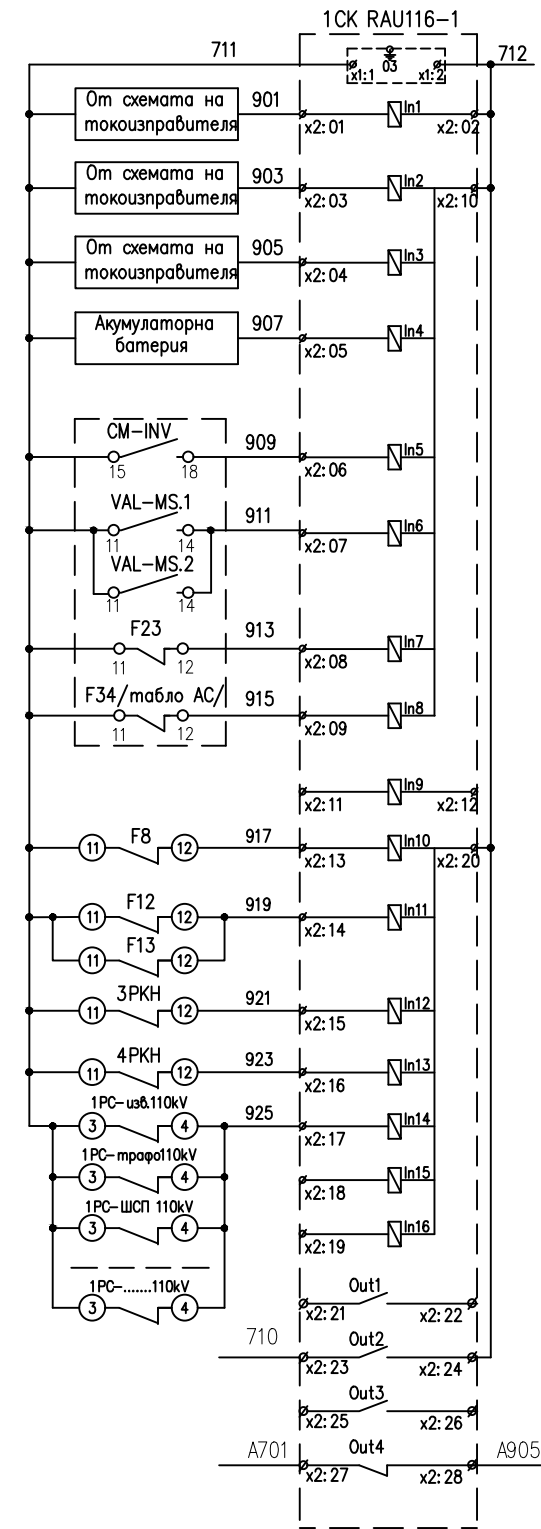 1СК RAU116-1
711
712
03
x1:1
x1:2
От схемата на
токоизправителя
901
x2:01
In1
x2:02
От схемата на
токоизправителя
903
x2:03
In2
x2:10
От схемата на
токоизправителя
905
x2:04
In3
Акумулаторна
батерия
907
x2:05
In4
CM-INV
15
18
909
x2:06
In5
VAL-MS.1
11
14
911
x2:07
In6
VAL-MS.2
11
14
F23
11
12
913
x2:08
In7
F34/табло AC/
11
12
915
x2:09
In8
x2:11
In9
x2:12
F8
11
12
917
x2:13
In10
x2:20
F12
11
12
919
x2:14
In11
F13
11
12
3РКН
11
12
921
x2:15
In12
4РКН
11
12
923
x2:16
In13
1РС-изв.110kV
3
4
925
x2:17
In14
1РС-трафо110kV
3
4
x2:18
In15
1РС-ШСП 110kV
3
4
x2:19
In16
1РС-.......110kV
3
4
Out1
x2:21
x2:22
710
Out2
x2:23
x2:24
Out3
x2:25
x2:26
A701
Out4
A905
x2:27
x2:28